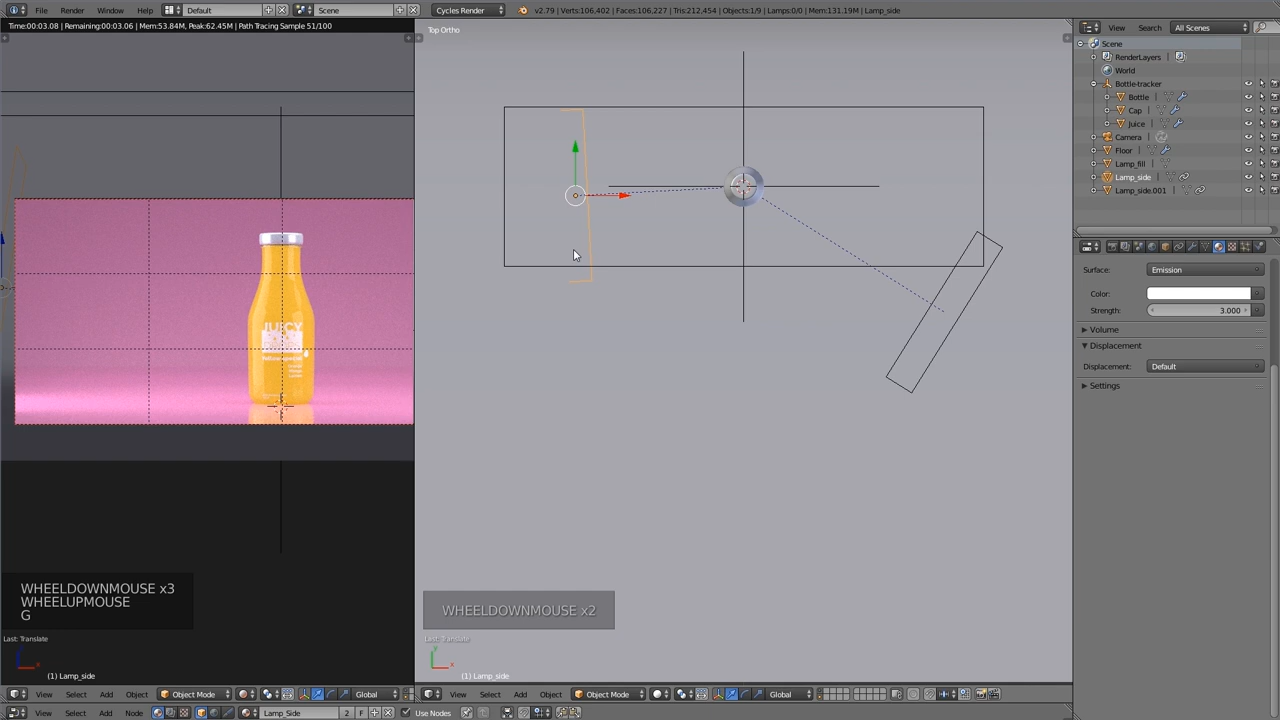 File Render Window Help Default Scene Cycles Render v2.79 | Verts:106,402 | Faces:106,227 | Tris:212,454 | Objects:1/9 | Lamps:0/0 | Mem:131.19M | Lamp_side
Time:00:03.08 | Remaining:00:03.06 | Mem:53.84M, Peak:62.45M | Path Tracing Sample 51/100
Top Ortho
View Search All Scenes
Scene
RenderLayers
World
Bottle-tracker
Bottle
Cap
Juice
Camera
Floor
Lamp_fill
Lamp_side
Lamp_side.001
Surface: Emission
Color:
Strength: 3.000
Volume
Displacement
Displacement: Default
Settings
JUICY
WHEELDOWNMOUSE x3
WHEELUPMOUSE
G
WHEELDOWNMOUSE x2
Last: Translate
Last: Translate
x
y
x
(1) Lamp_side
(1) Lamp_side
View Select Add Object Object Mode Global
View Select Add Object Object Mode Global
View Select Add Node Lamp_Side 2 F Use Nodes